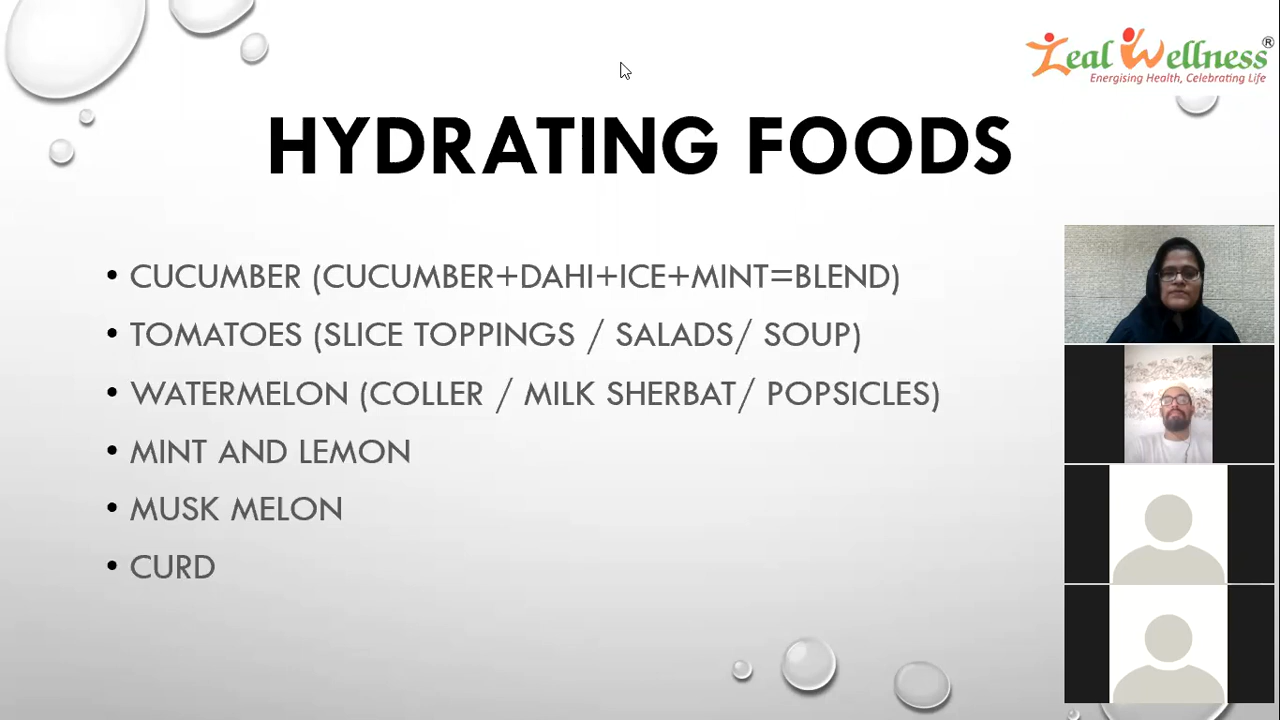 Zeal Wellness®
Energising Health, Celebrating Life
HYDRATING FOODS
• CUCUMBER (CUCUMBER+DAHI+ICE+MINT=BLEND)
• TOMATOES (SLICE TOPPINGS / SALADS/ SOUP)
• WATERMELON (COLLER / MILK SHERBAT/ POPSICLES)
• MINT AND LEMON
• MUSK MELON
• CURD